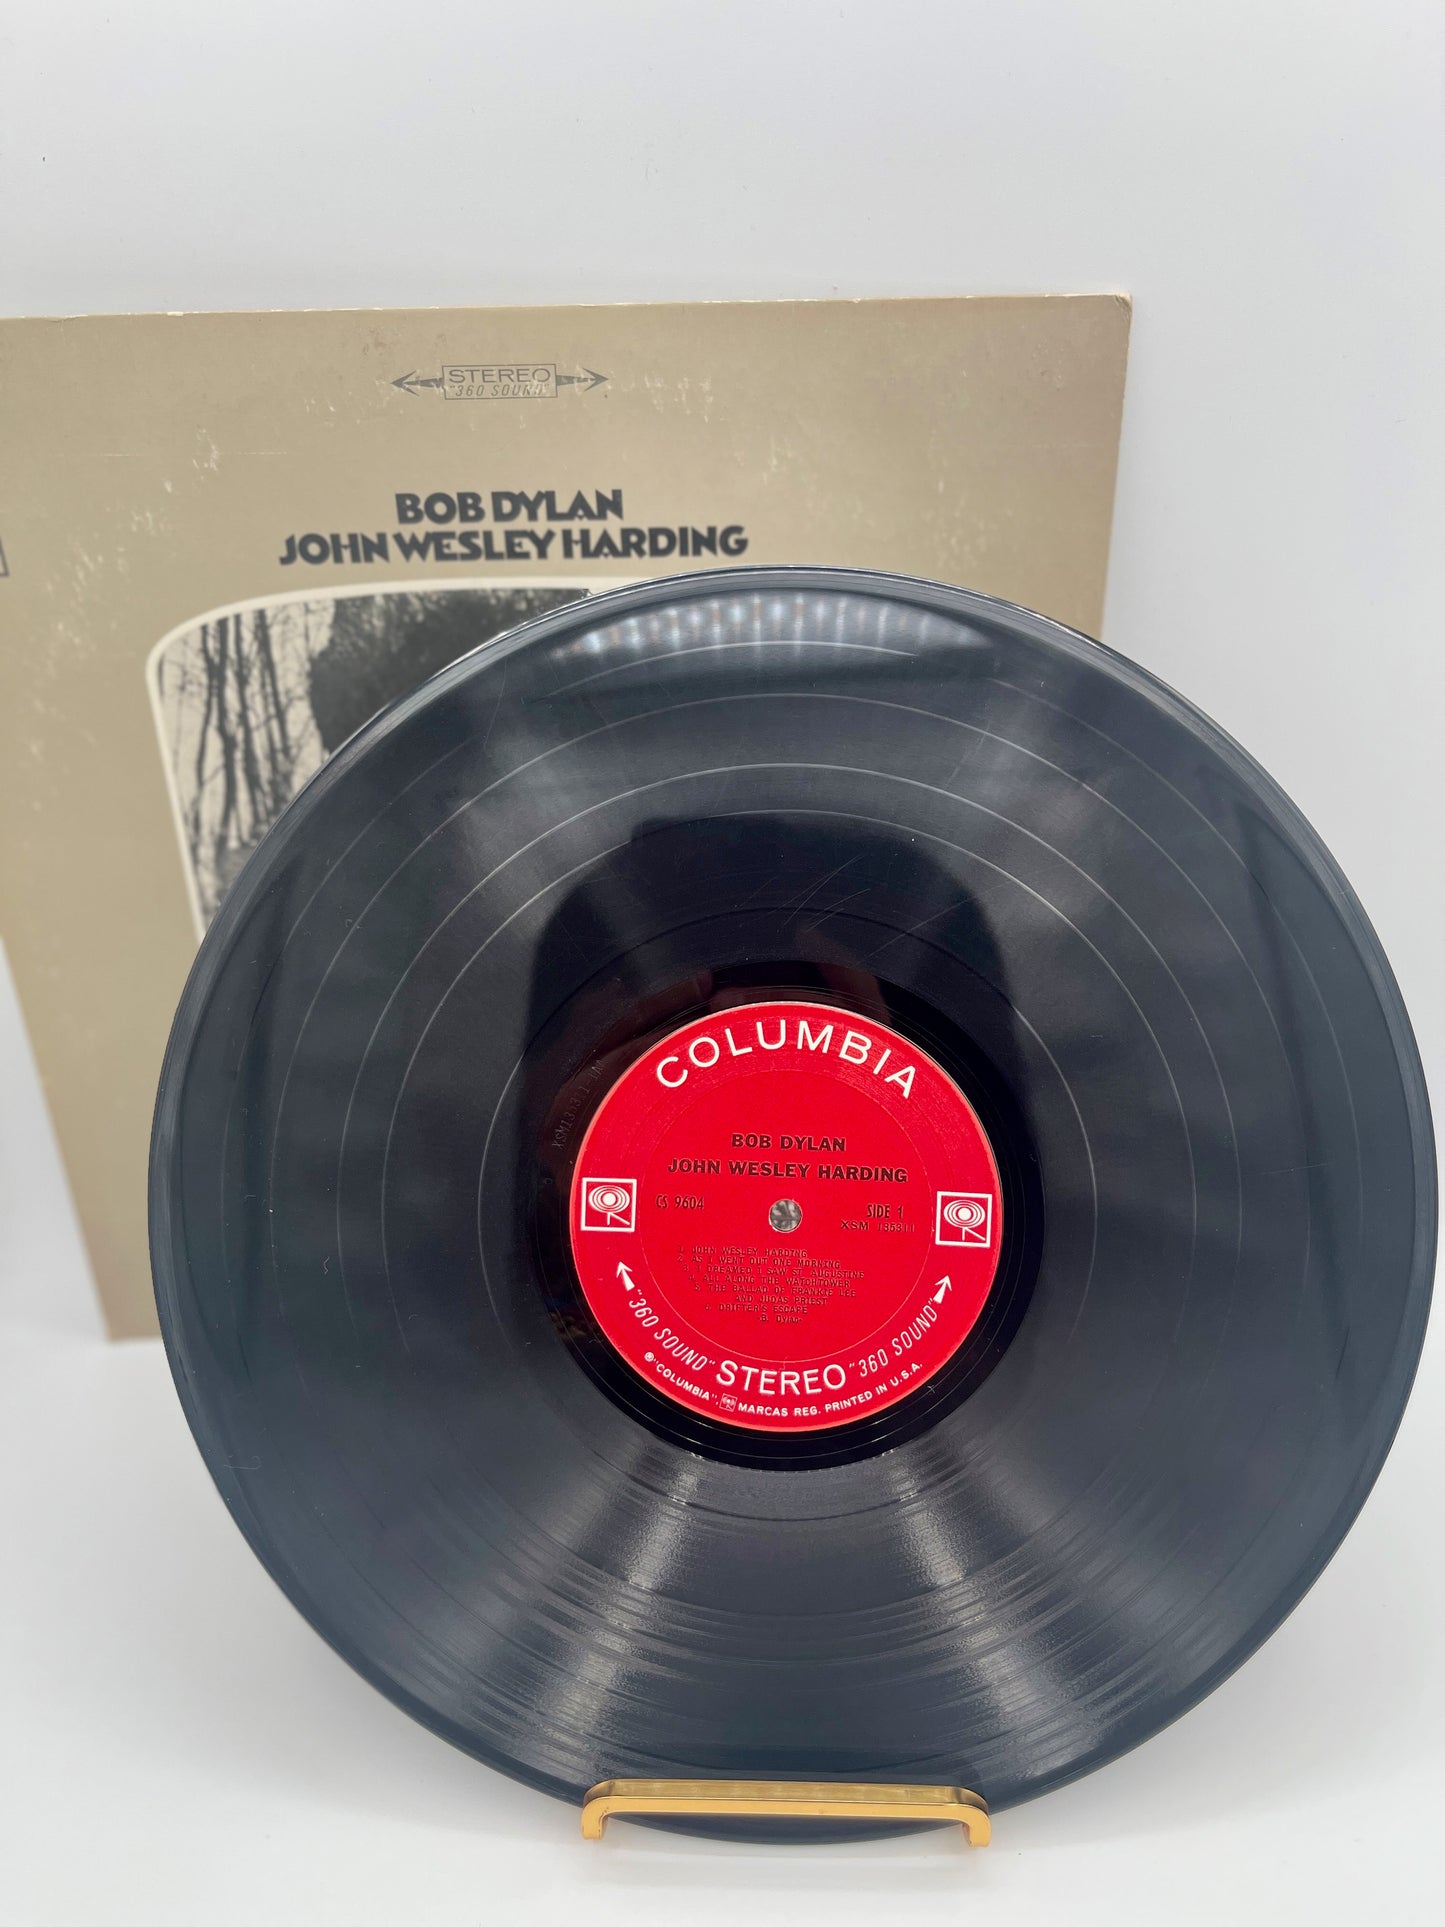 STEREO
"360 SOUND"
BOB DYLAN
JOHN WESLEY HARDING
COLUMBIA
BOB DYLAN
JOHN WESLEY HARDING
CS 9604
SIDE 1
XSM 135311
1. JOHN WESLEY HARDING
2. AS I WENT OUT ONE MORNING
3. I DREAMED I SAW ST. AUGUSTINE
4. ALL ALONG THE WATCHTOWER
5. THE BALLAD OF FRANKIE LEE
AND JUDAS PRIEST
6. DRIFTER'S ESCAPE
B. Dylan
"360 SOUND" STEREO "360 SOUND"
® "COLUMBIA", MARCAS REG. PRINTED IN U.S.A.